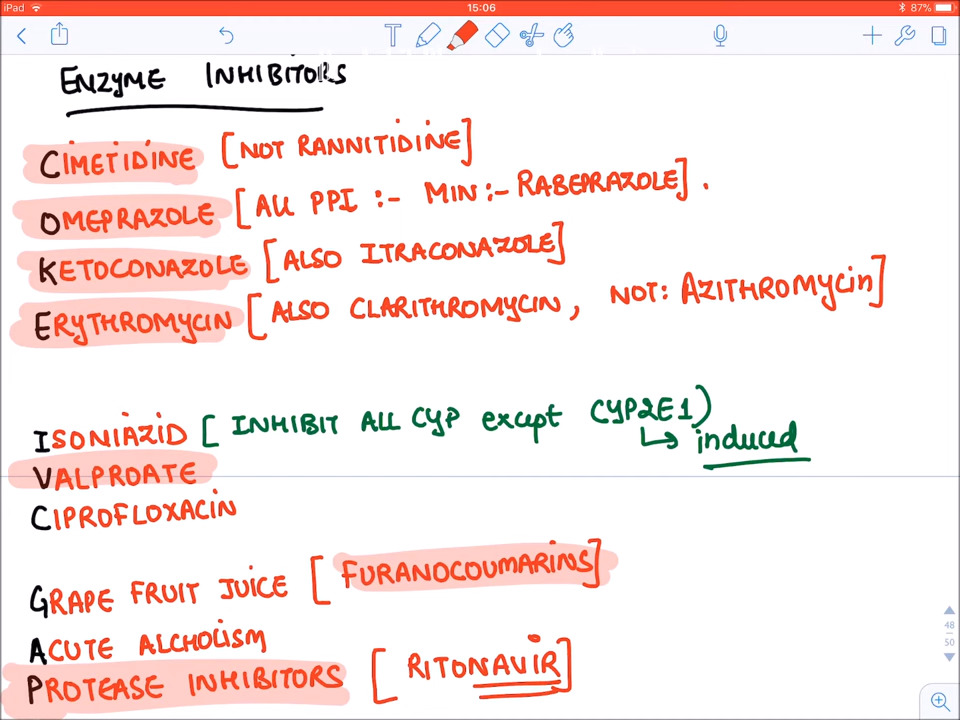 iPad 15:06 87%
ENZYME INHIBITORS
CIMETIDINE [NOT RANNITIDINE]
OMEPRAZOLE [All PPI :- MIN :- RABEPRAZOLE] .
KETOCONAZOLE [ALSO ITRACONAZOLE]
ERYTHROMYCIN [ALSO CLARITHROMYCIN, NOT: AZITHROMYCIN]
ISONIAZID [INHIBIT ALL CYP except CYP2E1)
↳ induced
VALPROATE
CIPROFLOXACIN
GRAPE FRUIT JUICE [FURANOCOUMARINS]
ACUTE ALCHOLISM
PROTEASE INHIBITORS [RITONAVIR]
48
50